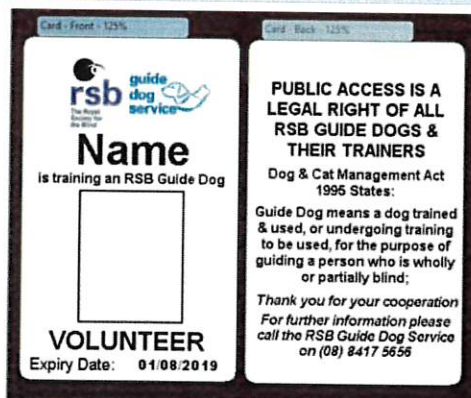 Card - Front - 125%
rsb
The Royal
Society for
the Blind
guide
dog
service
Name
is training an RSB Guide Dog
VOLUNTEER
Expiry Date: 01/08/2019
Card - Back - 125%
PUBLIC ACCESS IS A
LEGAL RIGHT OF ALL
RSB GUIDE DOGS &
THEIR TRAINERS
Dog & Cat Management Act
1995 States:
Guide Dog means a dog trained
& used, or undergoing training
to be used, for the purpose of
guiding a person who is wholly
or partially blind;
Thank you for your cooperation
For further information please
call the RSB Guide Dog Service
on (08) 8417 5656